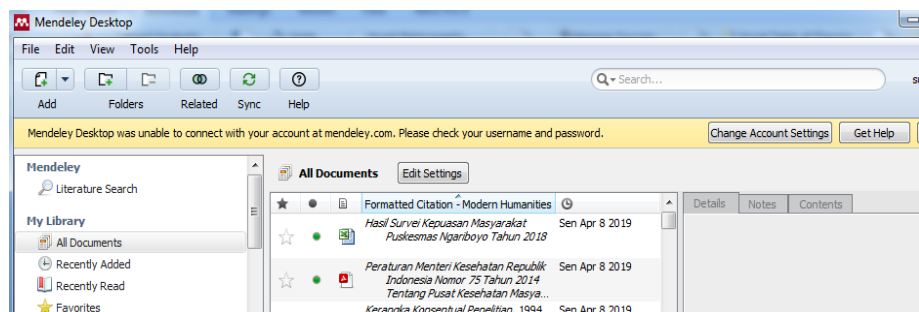 Mendeley Desktop
File Edit View Tools Help
Search...
Add Folders Related Sync Help
Mendeley Desktop was unable to connect with your account at mendeley.com. Please check your username and password. Change Account Settings Get Help
Mendeley
Literature Search
My Library
All Documents
Recently Added
Recently Read
Favorites
All Documents Edit Settings
Formatted Citation - Modern Humanities
Hasil Survei Kepuasan Masyarakat Sen Apr 8 2019
Puskesmas Ngariboyo Tahun 2018
Peraturan Menteri Kesehatan Republik Sen Apr 8 2019
Indonesia Nomor 75 Tahun 2014
Tentang Pusat Kesehatan Masya...
Kerangka Konseptual Penelitian, 1994 Sen Apr 8 2019
Details Notes Contents